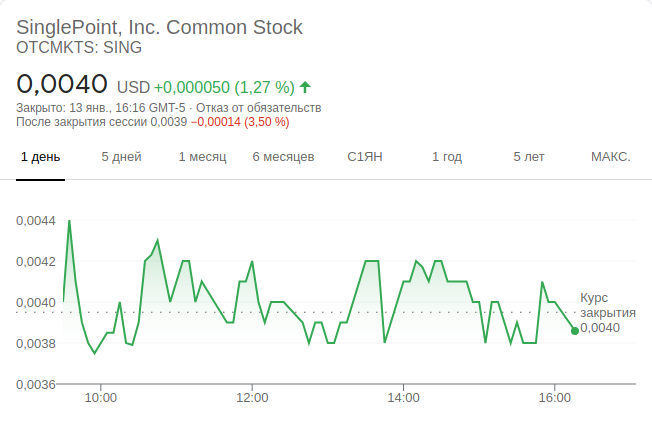 SinglePoint, Inc. Common Stock
OTCMKTS: SING
0,0040 USD +0,000050 (1,27 %)
Закрыто: 13 янв., 16:16 GMT-5 · Отказ от обязательств
После закрытия сессии 0,0039 −0,00014 (3,50 %)
1 день 5 дней 1 месяц 6 месяцев С1ЯН 1 год 5 лет МАКС.
0,0044
0,0042
0,0040
0,0038
0,0036
Курс
закрытия
0,0040
10:00 12:00 14:00 16:00